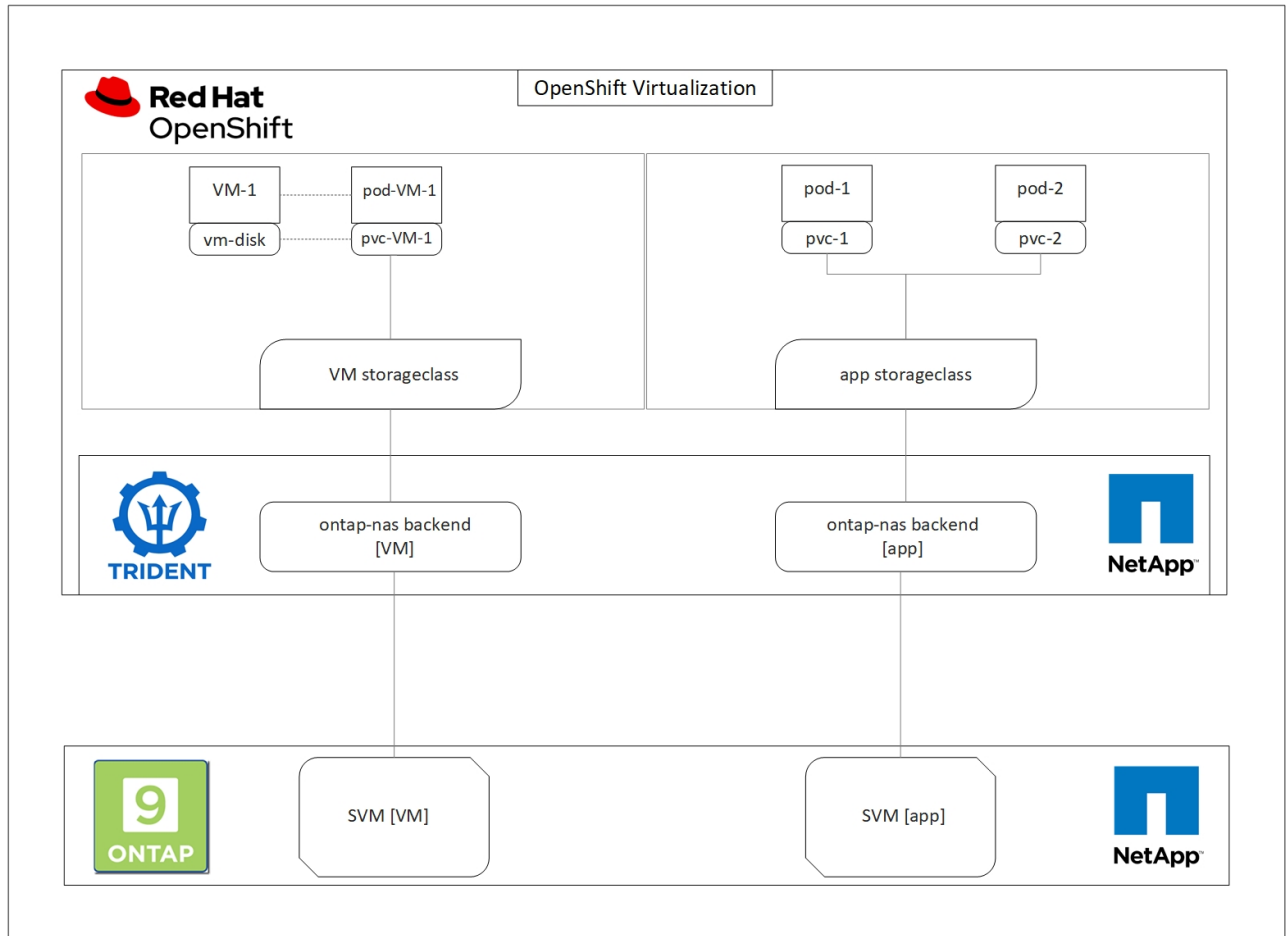 OpenShift Virtualization
Red Hat
OpenShift
VM-1
pod-VM-1
vm-disk
pvc-VM-1
pod-1
pod-2
pvc-1
pvc-2
VM storageclass
app storageclass
TRIDENT
ontap-nas backend
[VM]
ontap-nas backend
[app]
NetApp™
9
ONTAP
SVM [VM]
SVM [app]
NetApp™